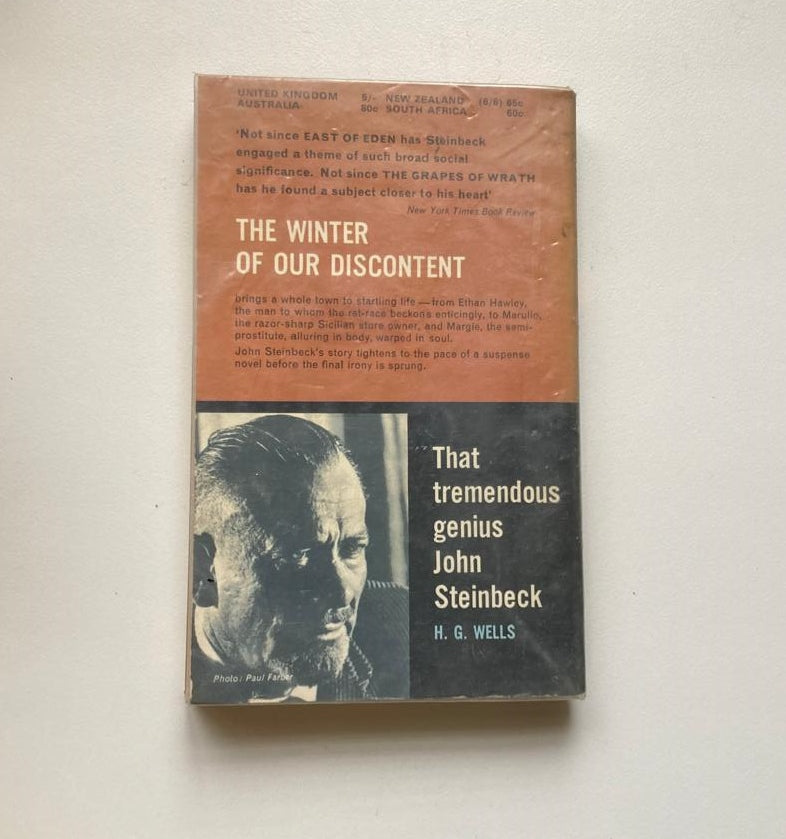 UNITED KINGDOM 5/- NEW ZEALAND (6/6) 65c
AUSTRALIA 80c SOUTH AFRICA 60c
'Not since EAST OF EDEN has Steinbeck
engaged a theme of such broad social
significance. Not since THE GRAPES OF WRATH
has he found a subject closer to his heart'
New York Times Book Review
THE WINTER
OF OUR DISCONTENT
brings a whole town to startling life — from Ethan Hawley,
the man to whom the rat-race beckons enticingly, to Marullo,
the razor-sharp Sicilian store owner, and Margie, the semi-
prostitute, alluring in body, warped in soul.
John Steinbeck's story tightens to the pace of a suspense
novel before the final irony is sprung.
That
tremendous
genius
John
Steinbeck
H. G. WELLS
Photo: Paul Farber